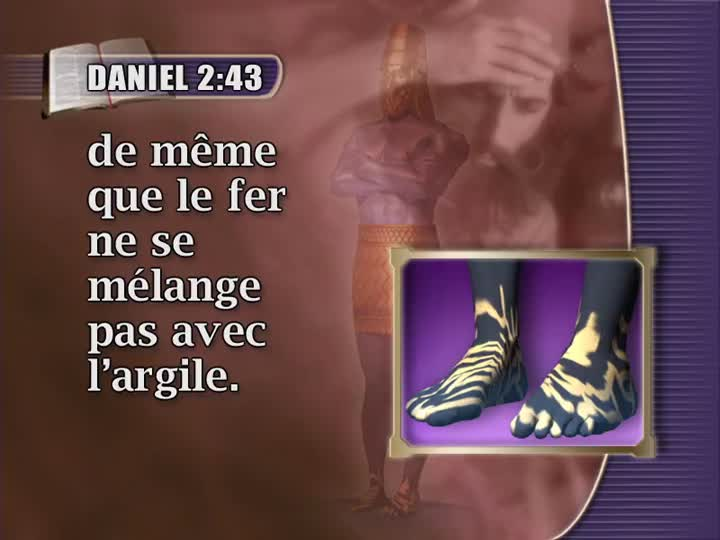 DANIEL 2:43
de même
que le fer
ne se
mélange
pas avec
l’argile.